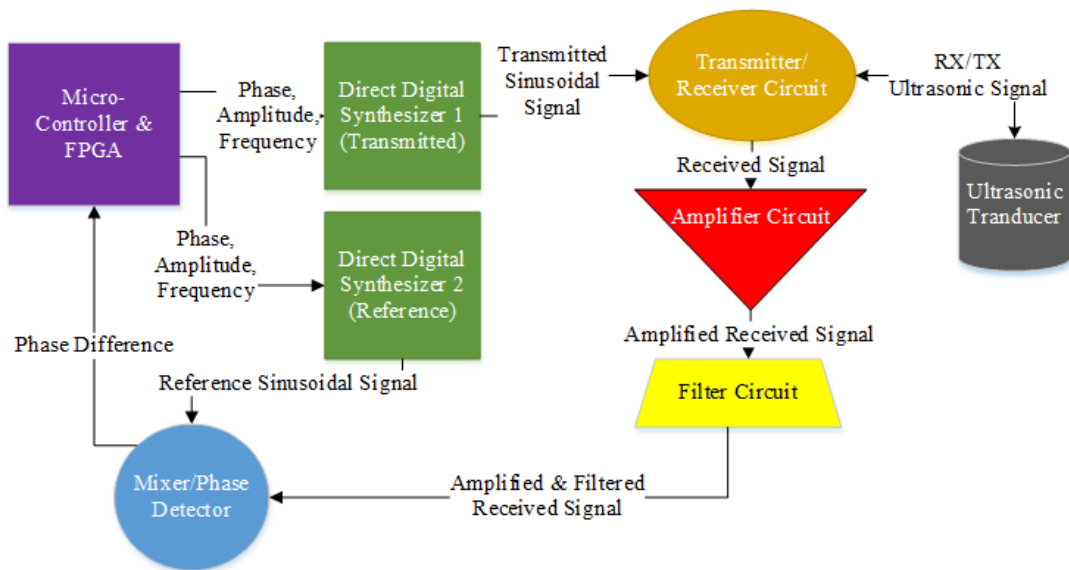 Micro-
Controller &
FPGA
Phase,
Amplitude,
Frequency
Direct Digital
Synthesizer 1
(Transmitted)
Transmitted
Sinusoidal
Signal
Transmitter/
Receiver Circuit
RX/TX
Ultrasonic Signal
Ultrasonic
Tranducer
Received Signal
Amplifier Circuit
Phase,
Amplitude,
Frequency
Direct Digital
Synthesizer 2
(Reference)
Amplified Received Signal
Filter Circuit
Phase Difference
Reference Sinusoidal Signal
Mixer/Phase
Detector
Amplified & Filtered
Received Signal